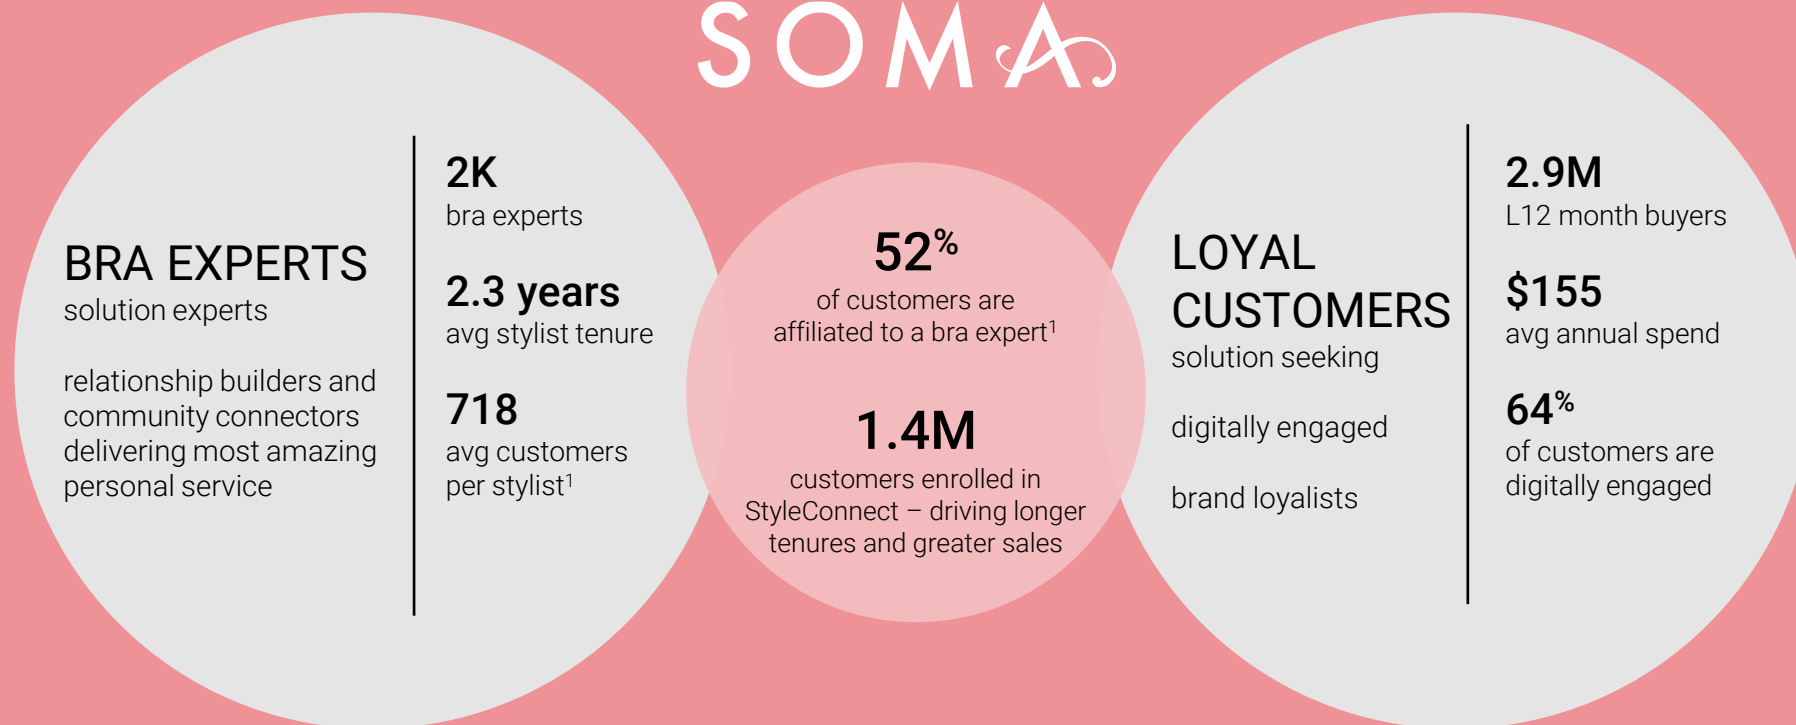 SOMA
BRA EXPERTS
solution experts
relationship builders and
community connectors
delivering most amazing
personal service
2K
bra experts
2.3 years
avg stylist tenure
718
avg customers
per stylist¹
52%
of customers are
affiliated to a bra expert¹
1.4M
customers enrolled in
StyleConnect – driving longer
tenures and greater sales
LOYAL
CUSTOMERS
solution seeking
digitally engaged
brand loyalists
2.9M
L12 month buyers
$155
avg annual spend
64%
of customers are
digitally engaged